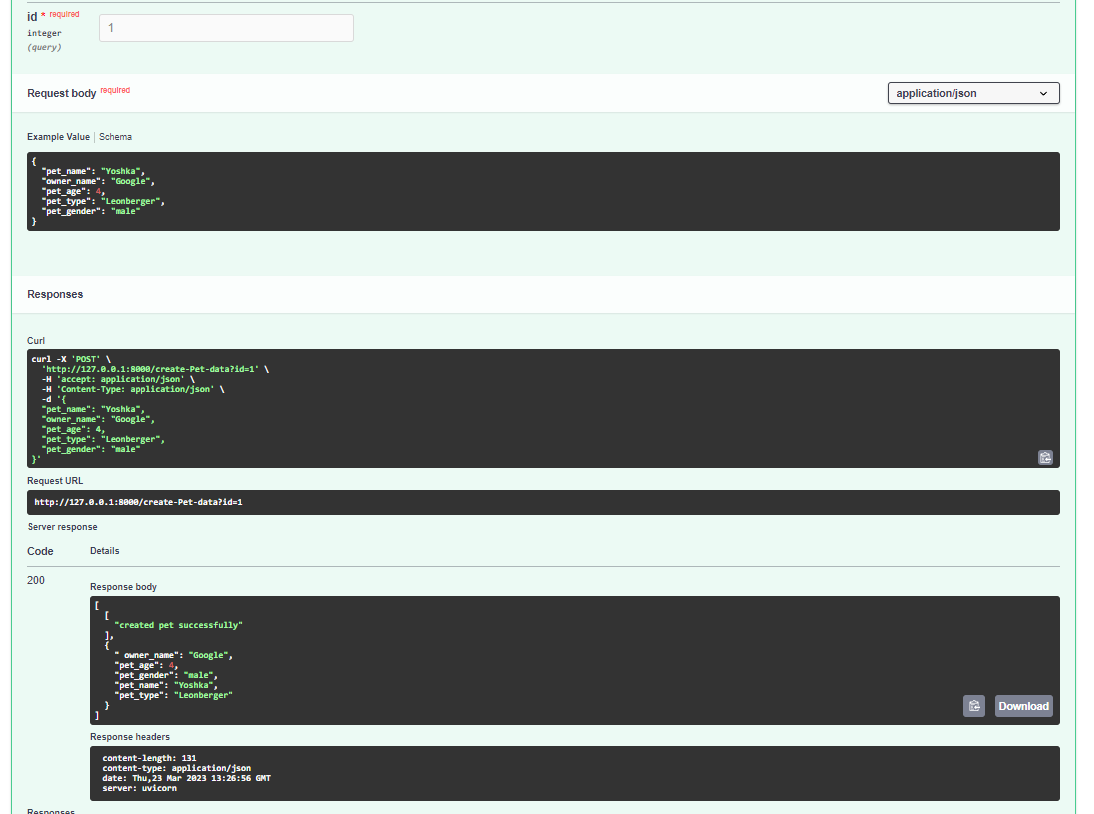 id * required
1
integer
(query)
Request body required
application/json
Example Value | Schema
{
"pet_name": "Yoshka",
"owner_name": "Google",
"pet_age": 4,
"pet_type": "Leonberger",
"pet_gender": "male"
}
Responses
Curl
curl -X 'POST' \
'http://127.0.0.1:8000/create-Pet-data?id=1' \
-H 'accept: application/json' \
-H 'Content-Type: application/json' \
-d '{
"pet_name": "Yoshka",
"owner_name": "Google",
"pet_age": 4,
"pet_type": "Leonberger",
"pet_gender": "male"
}'
Request URL
http://127.0.0.1:8000/create-Pet-data?id=1
Server response
Code Details
200
Response body
[
[
"created pet successfully"
],
{
" owner_name": "Google",
"pet_age": 4,
"pet_gender": "male",
"pet_name": "Yoshka",
"pet_type": "Leonberger"
}
]
Download
Response headers
content-length: 131
content-type: application/json
date: Thu,23 Mar 2023 13:26:56 GMT
server: uvicorn
Responses